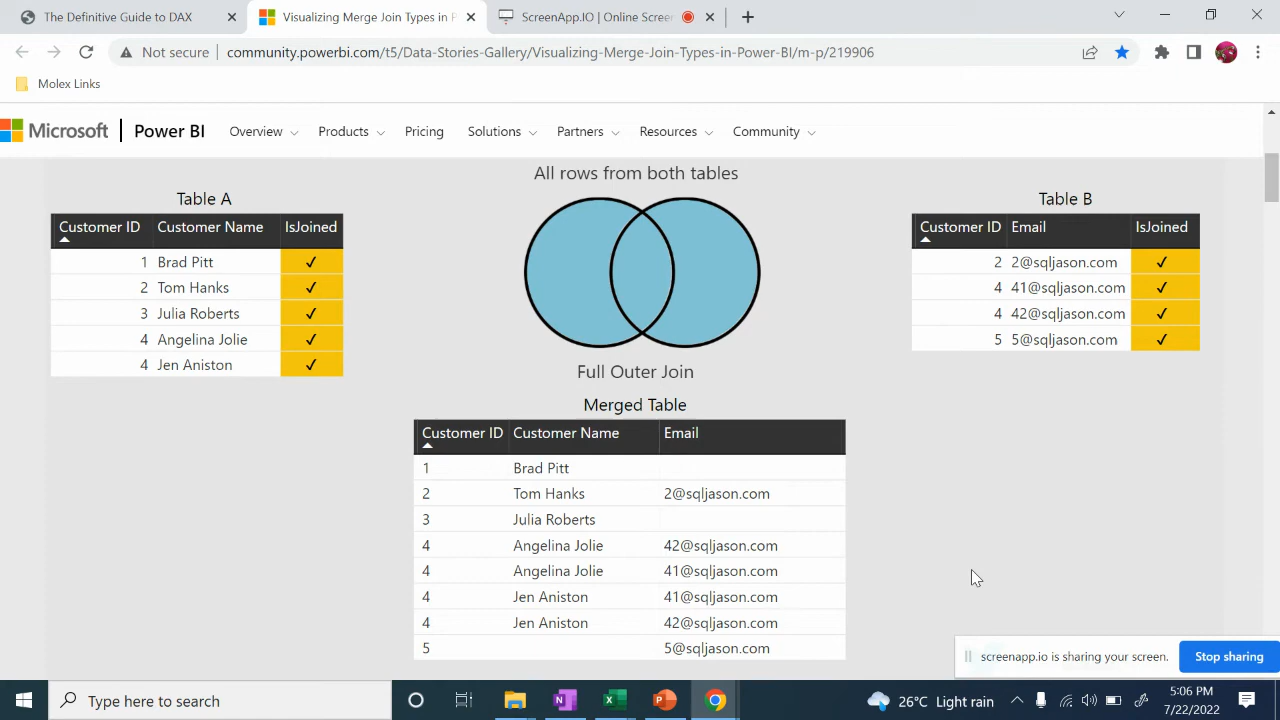 The Definitive Guide to DAX
Visualizing Merge Join Types in P
ScreenApp.IO | Online Screen
Not secure | community.powerbi.com/t5/Data-Stories-Gallery/Visualizing-Merge-Join-Types-in-Power-BI/m-p/219906
Molex Links
Microsoft | Power BI Overview Products Pricing Solutions Partners Resources Community
All rows from both tables
Table A
Customer ID Customer Name IsJoined
1 Brad Pitt ✓
2 Tom Hanks ✓
3 Julia Roberts ✓
4 Angelina Jolie ✓
4 Jen Aniston ✓
Table B
Customer ID Email IsJoined
2 2@sqljason.com ✓
4 41@sqljason.com ✓
4 42@sqljason.com ✓
5 5@sqljason.com ✓
Full Outer Join
Merged Table
Customer ID Customer Name Email
1 Brad Pitt
2 Tom Hanks 2@sqljason.com
3 Julia Roberts
4 Angelina Jolie 42@sqljason.com
4 Angelina Jolie 41@sqljason.com
4 Jen Aniston 41@sqljason.com
4 Jen Aniston 42@sqljason.com
5 5@sqljason.com
screenapp.io is sharing your screen. Stop sharing
Type here to search
26°C Light rain
5:06 PM
7/22/2022